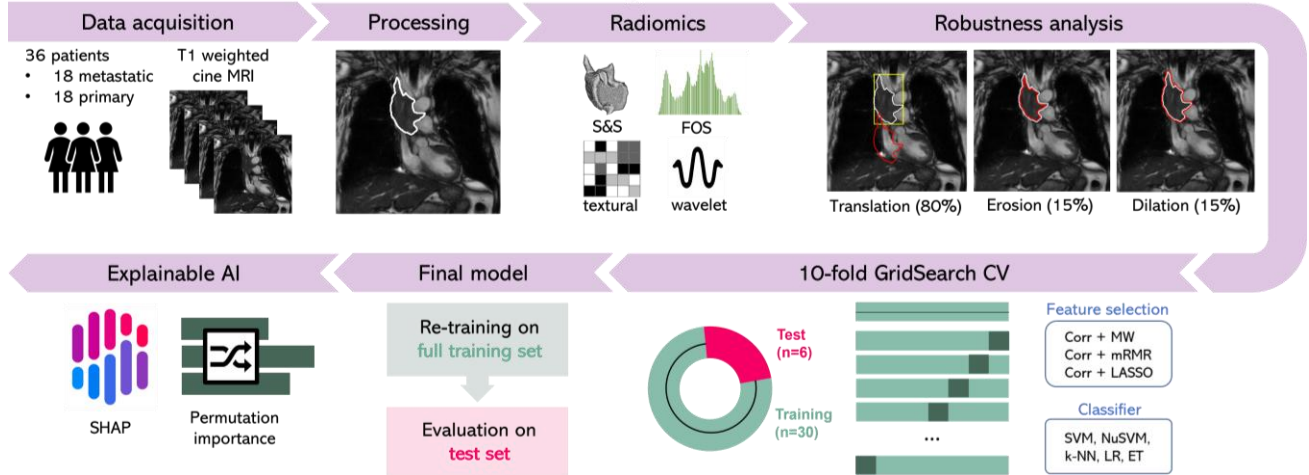 Data acquisition
Processing
Radiomics
Robustness analysis
36 patients
• 18 metastatic
• 18 primary
T1 weighted
cine MRI
S&S
FOS
textural
wavelet
Translation (80%)
Erosion (15%)
Dilation (15%)
Explainable AI
Final model
10-fold GridSearch CV
SHAP
Permutation
importance
Re-training on
full training set
Evaluation on
test set
Test
(n=6)
Training
(n=30)
...
Feature selection
Corr + MW
Corr + mRMR
Corr + LASSO
Classifier
SVM, NuSVM,
k-NN, LR, ET